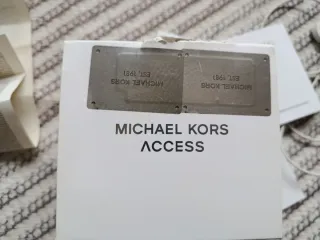 MICHAEL KORS
EST. 1981
MICHAEL KORS
EST. 1981
MICHAEL KORS
ACCESS